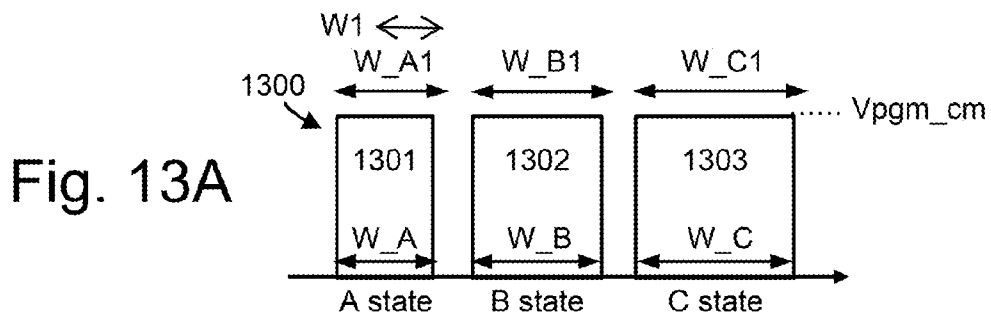 W1
W_A1 W_B1 W_C1
1300
Vpgm_cm
1301 1302 1303
Fig. 13A
W_A W_B W_C
A state B state C state